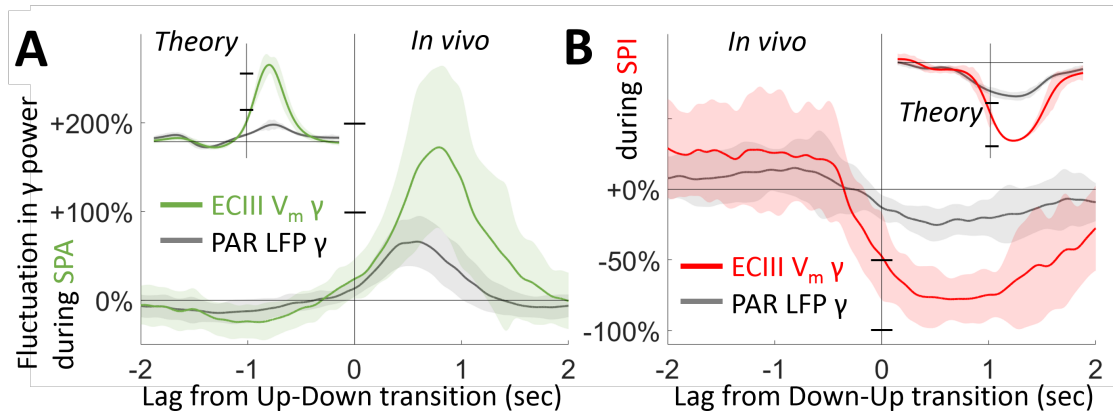 A
Theory
In vivo
Fluctuation in γ power
during SPA
+200%
+100%
0%
ECIII Vm γ
PAR LFP γ
-2
-1
0
1
2
Lag from Up-Down transition (sec)
B
In vivo
Theory
during SPI
+0%
-50%
-100%
ECIII Vm γ
PAR LFP γ
-2
-1
0
1
2
Lag from Down-Up transition (sec)